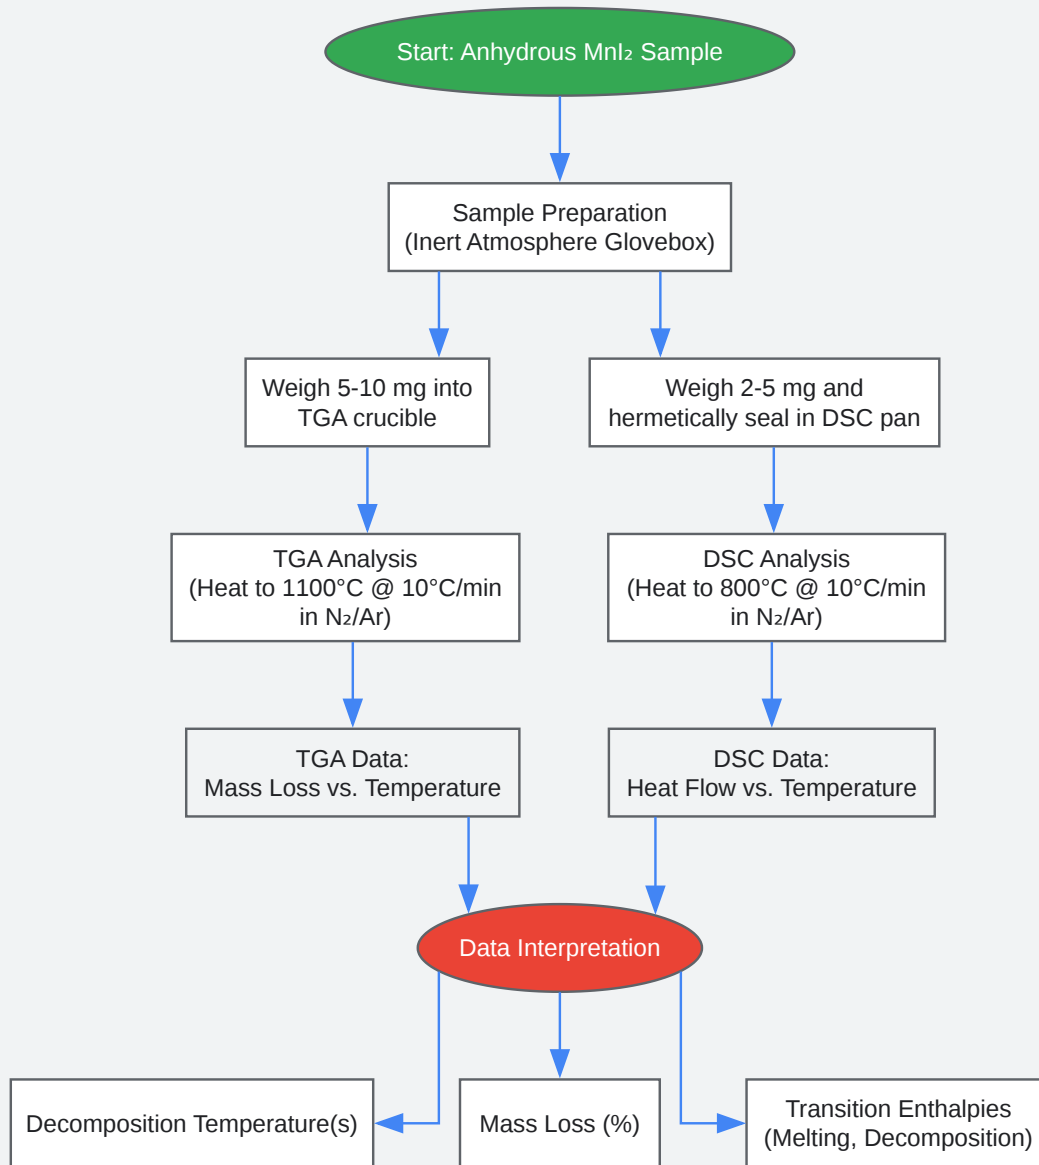 Start: Anhydrous MnI₂ Sample
Sample Preparation
(Inert Atmosphere Glovebox)
Weigh 5-10 mg into
TGA crucible
Weigh 2-5 mg and
hermetically seal in DSC pan
TGA Analysis
(Heat to 1100°C @ 10°C/min
in N₂/Ar)
DSC Analysis
(Heat to 800°C @ 10°C/min
in N₂/Ar)
TGA Data:
Mass Loss vs. Temperature
DSC Data:
Heat Flow vs. Temperature
Data Interpretation
Decomposition Temperature(s)
Mass Loss (%)
Transition Enthalpies
(Melting, Decomposition)